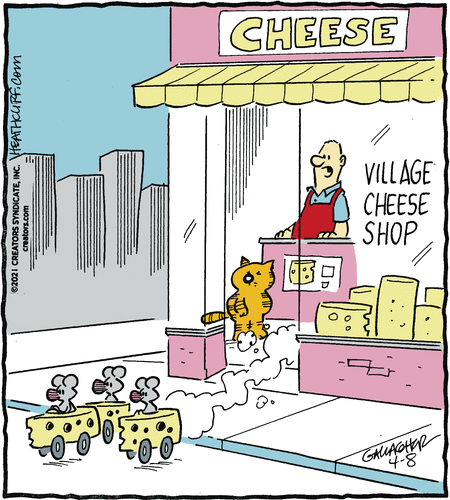 CHEESE
VILLAGE
CHEESE
SHOP
©2021 CREATORS SYNDICATE, INC.
creators.com
HEATHCLIFF.COM
GALLAGHER
4-8